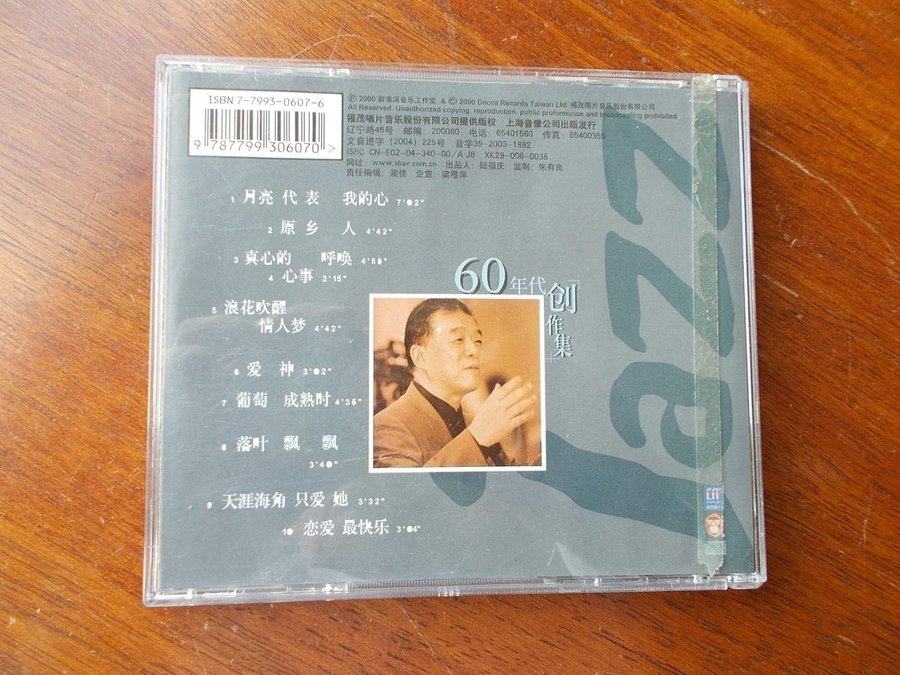 ISBN 7-7993-0607-6
9 787799 306070 >
℗ 2000 翁清溪音乐工作室 & © 2000 Decca Records Taiwan Ltd. 福茂唱片音乐股份有限公司
All Reserved. Unauthorized copying, reproduction, public proformance and broadcasting prohibited
福茂唱片音乐股份有限公司提供版权 上海音像公司出版发行
辽宁路46号 邮编: 200080 电话: 65401560 传真: 65400355
文音进字 (2004) 225号 音字39-2003-1882
ISRC CN-E02-04-340-00/A·J6 XK29-006-0038
网址: www.shav.com.cn 出品人: 陆福庆 监制: 朱有良
责任编辑: 裴佳 企宣: 梁隆萍
1 月亮 代表 我的心 7'02"
2 原乡 人 4'42"
3 真心的 呼唤 4'58"
4 心事 2'15"
5 浪花吹醒
情人梦 4'42"
6 爱 神 3'02"
7 葡萄 成熟时 4'35"
8 落叶 飘 飘
3'40"
9 天涯海角 只爱 她 3'32"
10 恋爱 最快乐 3'04"
60年代
创作集
Jazz
LIT